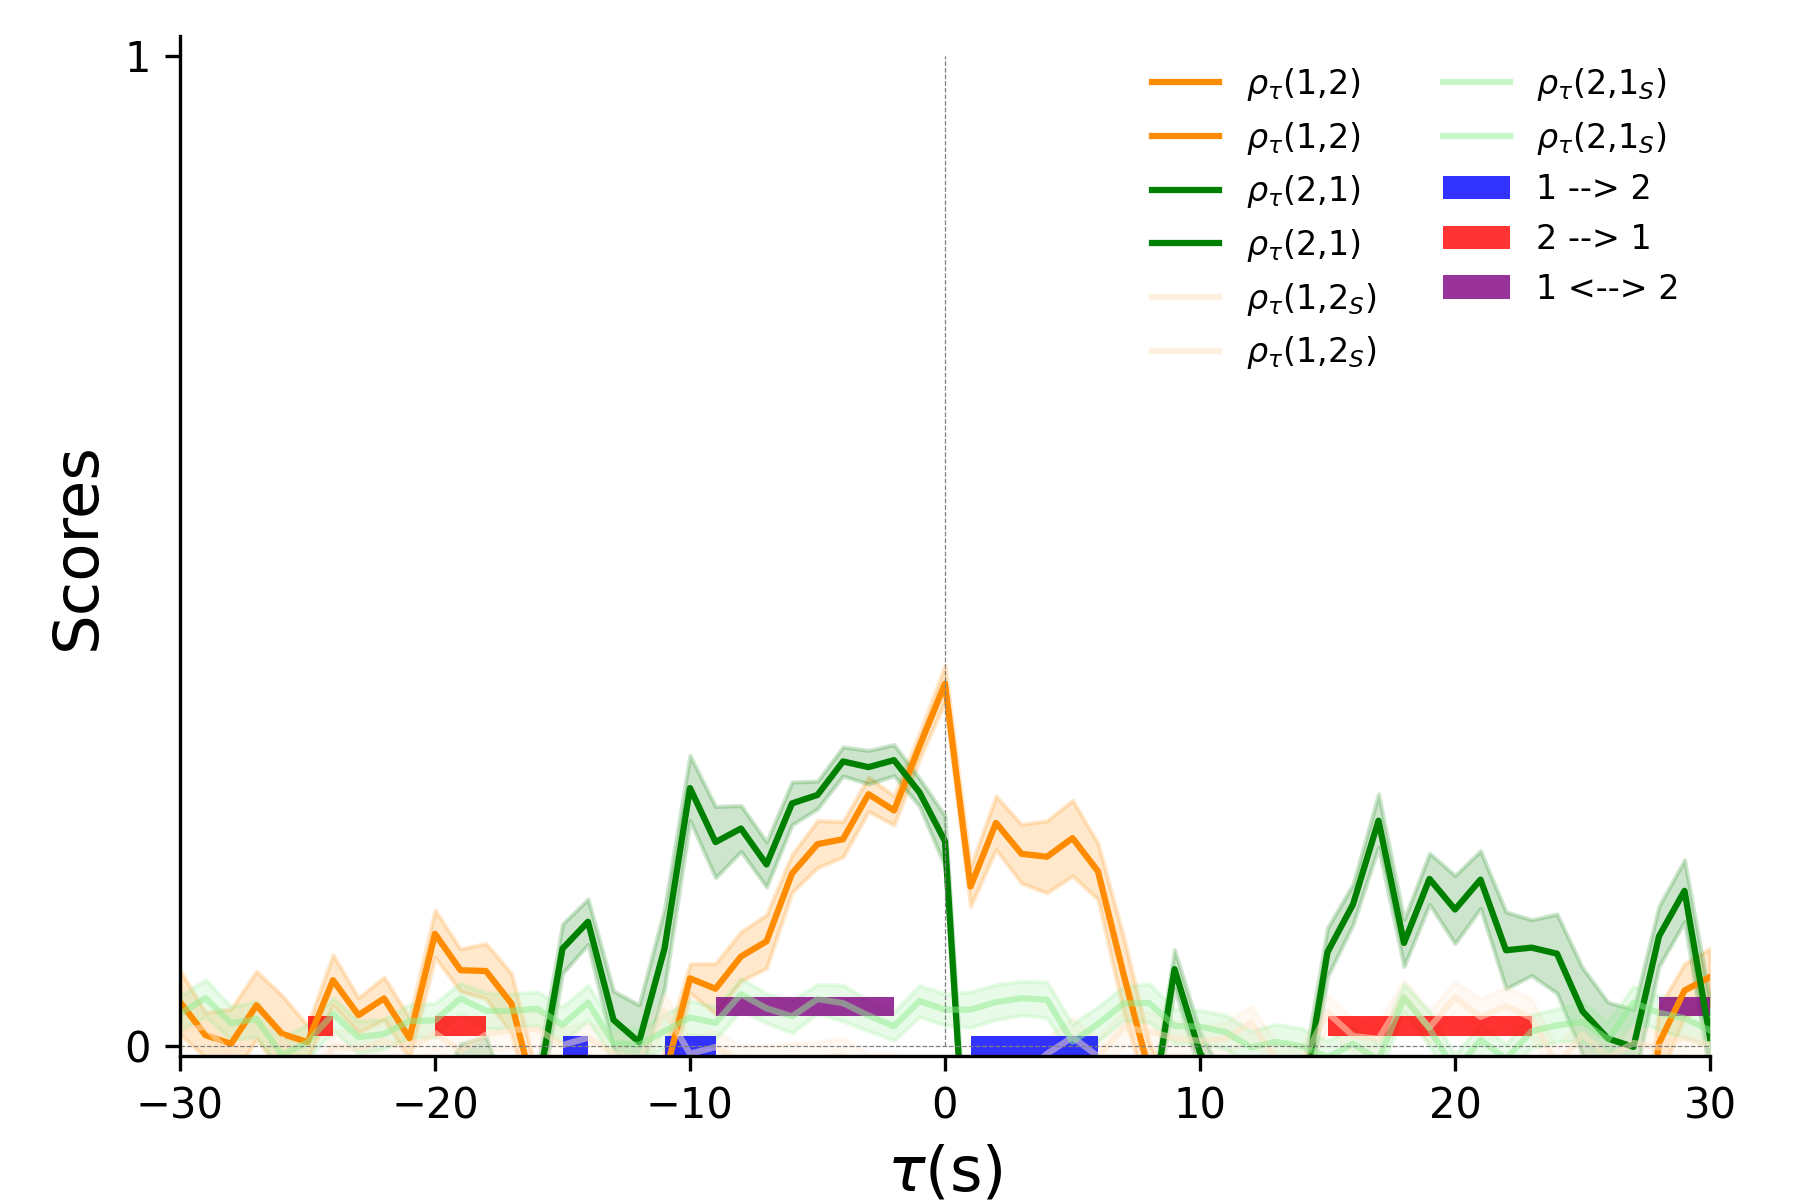 1
ρτ(1,2)
ρτ(1,2)
ρτ(2,1)
ρτ(2,1)
ρτ(1,2S)
ρτ(1,2S)
ρτ(2,1S)
ρτ(2,1S)
1 --> 2
2 --> 1
1 <--> 2
Scores
0
−30 −20 −10 0 10 20 30
τ(s)